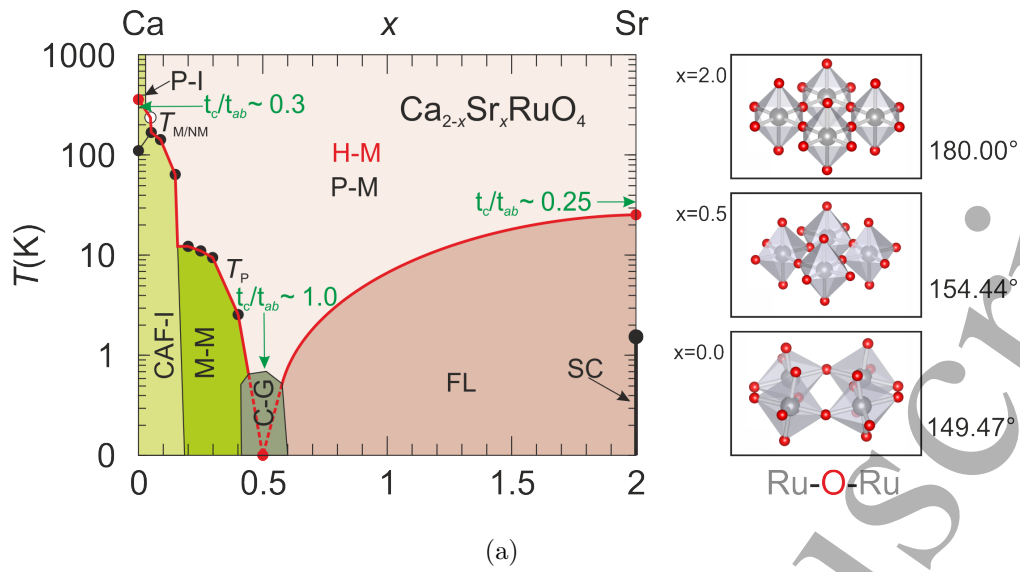 Ca x Sr
1000
100
10
1
0
T(K)
P-I
t_c/t_ab~ 0.3
T_M/NM
Ca_2-xSr_xRuO_4
H-M
P-M
t_c/t_ab~ 0.25
T_P
t_c/t_ab~ 1.0
CAF-I
M-M
C-G
FL
SC
0 0.5 1 1.5 2
x=2.0
180.00°
x=0.5
154.44°
x=0.0
149.47°
Ru-O-Ru
(a)